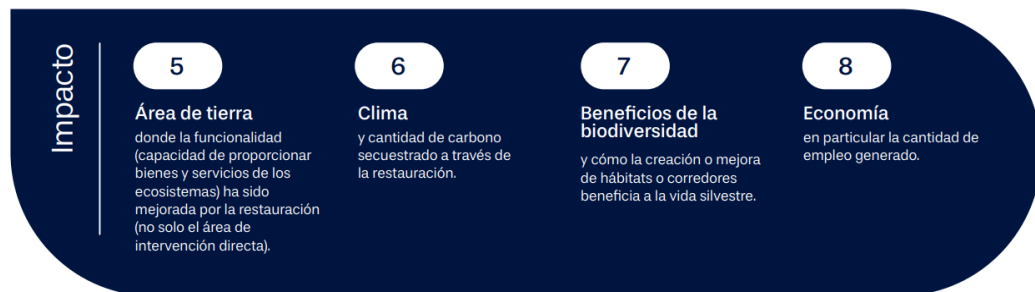 Impacto
5
Área de tierra
donde la funcionalidad
(capacidad de proporcionar
bienes y servicios de los
ecosistemas) ha sido
mejorada por la restauración
(no solo el área de
intervención directa).
6
Clima
y cantidad de carbono
secuestrado a través de
la restauración.
7
Beneficios de la
biodiversidad
y cómo la creación o mejora
de hábitats o corredores
beneficia a la vida silvestre.
8
Economía
en particular la cantidad de
empleo generado.